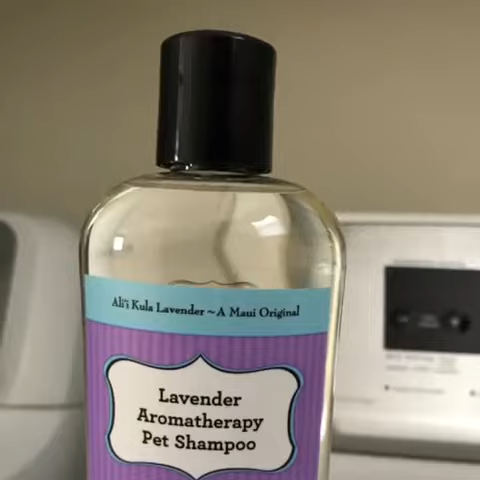 Ali'i Kula Lavender ~A Maui Original
Lavender
Aromatherapy
Pet Shampoo